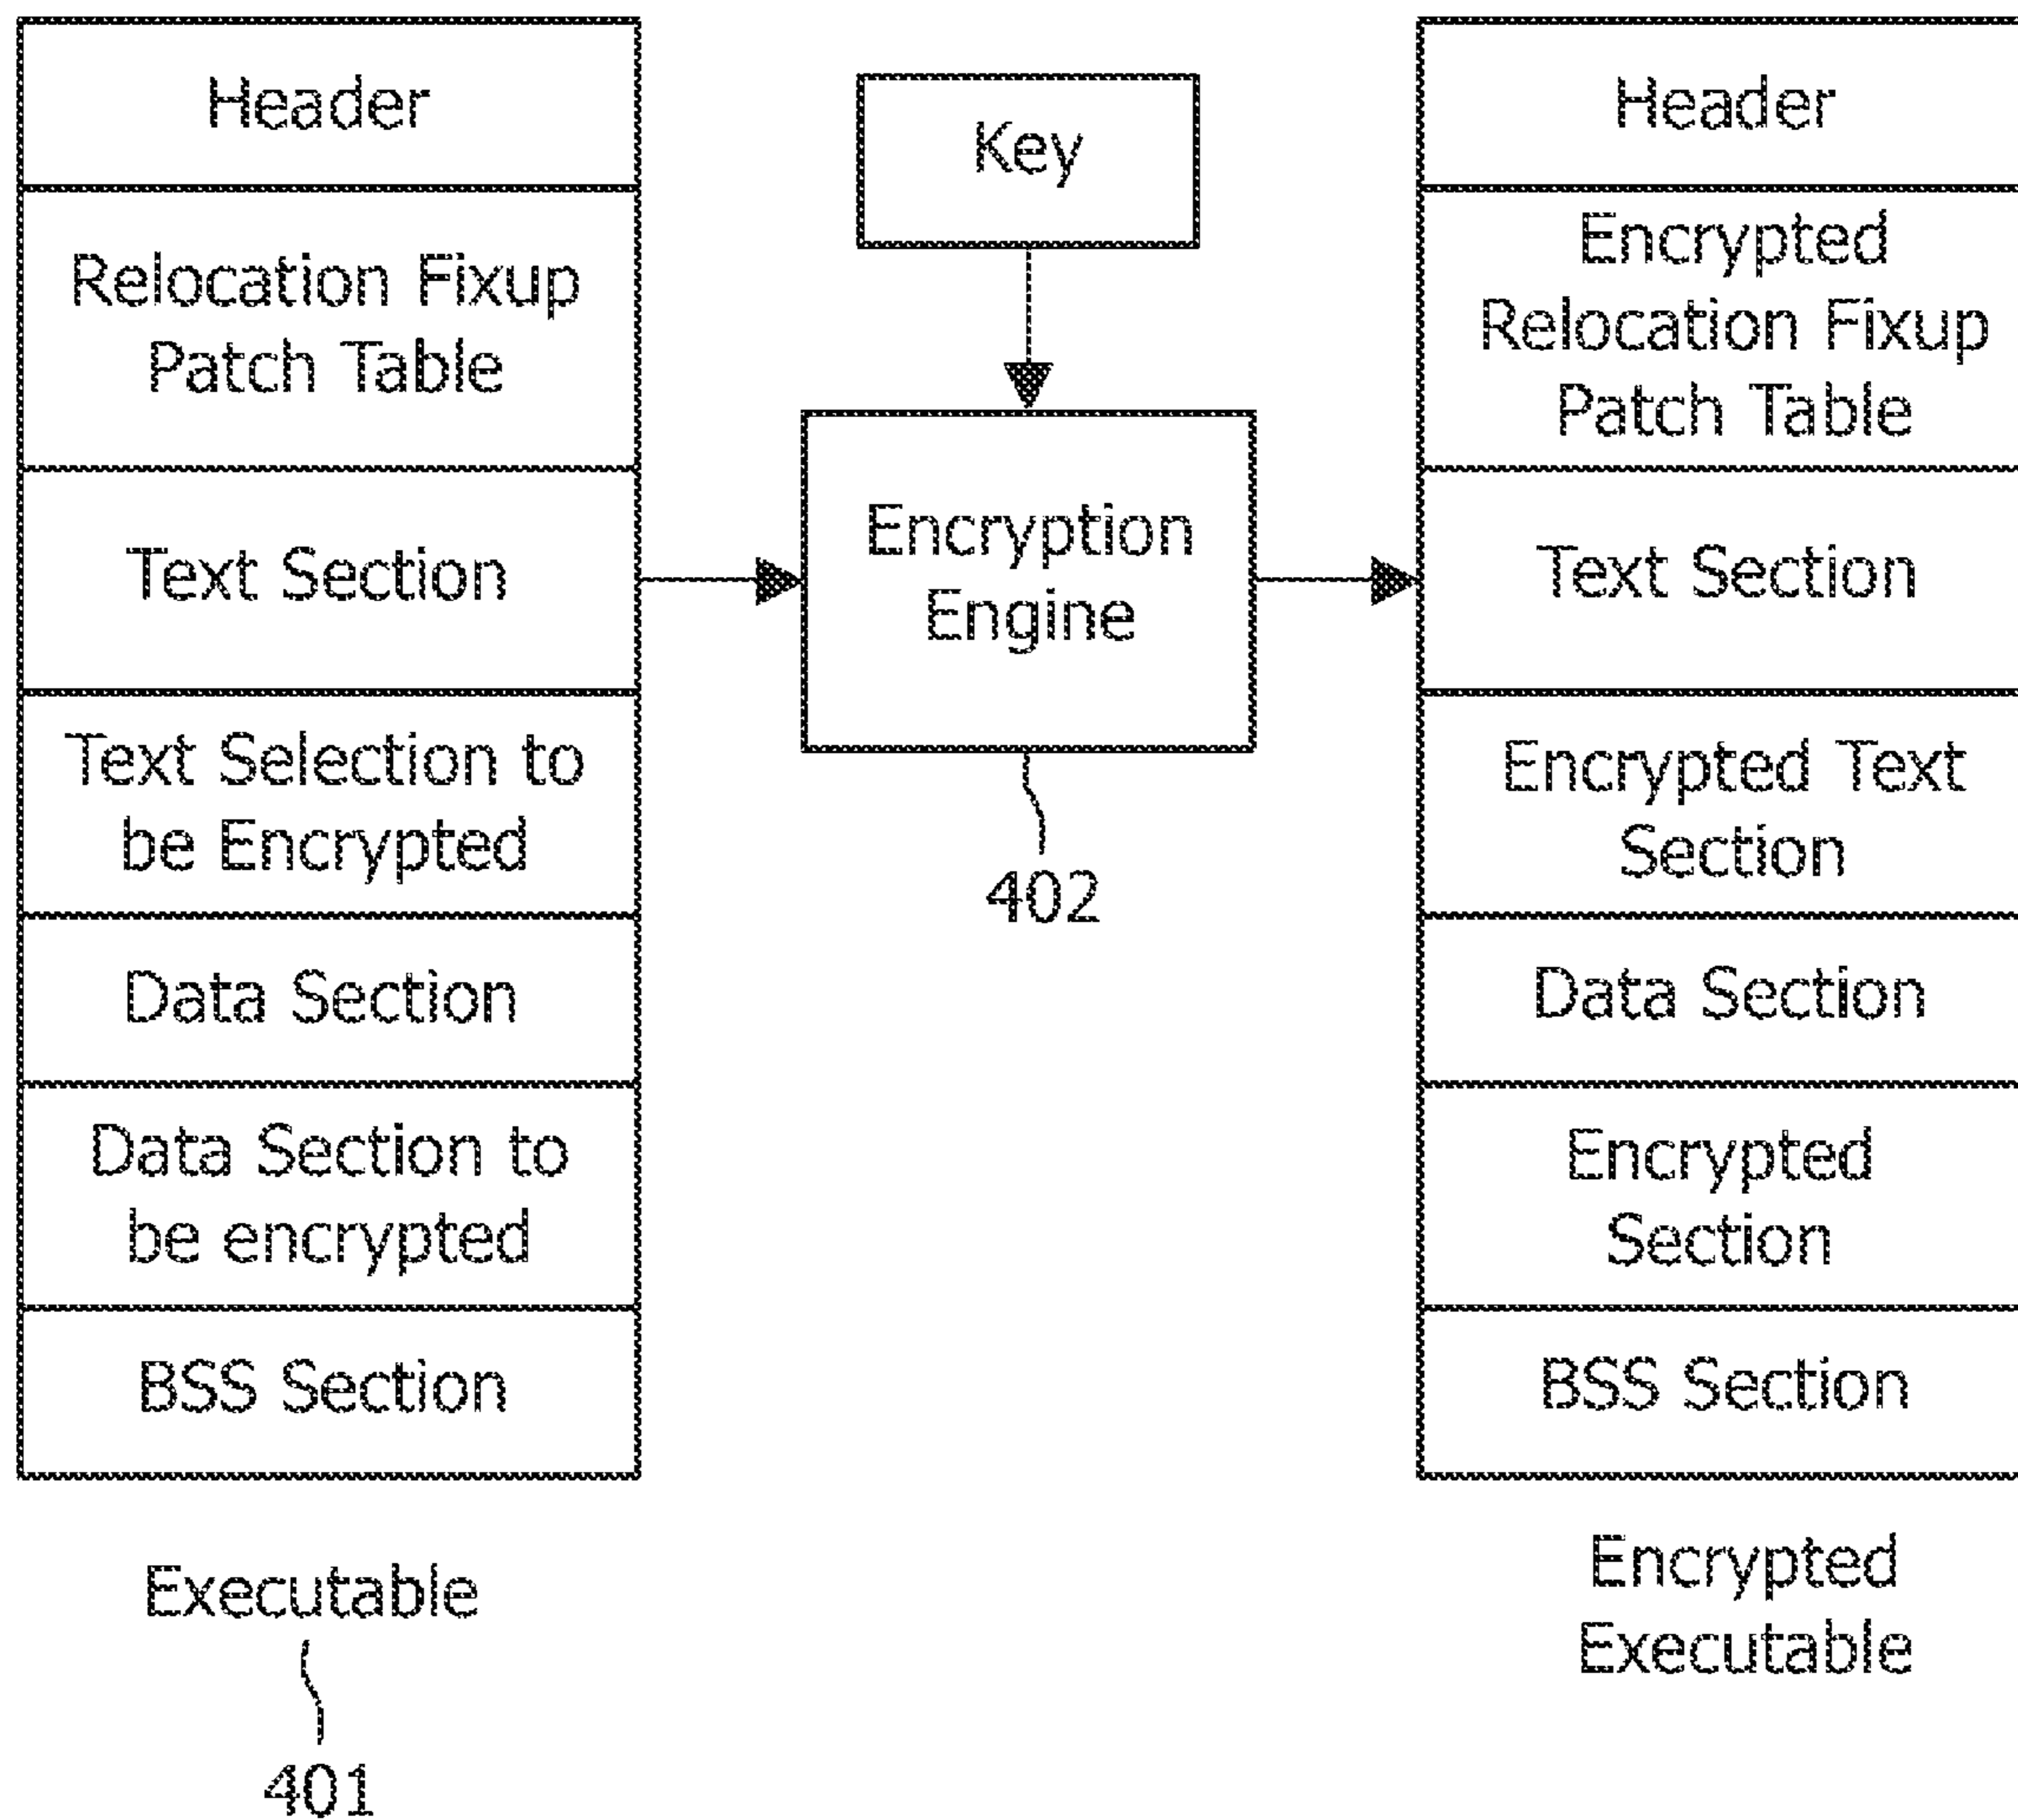 Header
Relocation Fixup
Patch Table
Text Section
Text Selection to
be Encrypted
Data Section
Data Section to
be encrypted
BSS Section
Executable
401
Key
Encryption
Engine
402
Header
Encrypted
Relocation Fixup
Patch Table
Text Section
Encrypted Text
Section
Data Section
Encrypted
Section
BSS Section
Encrypted
Executable